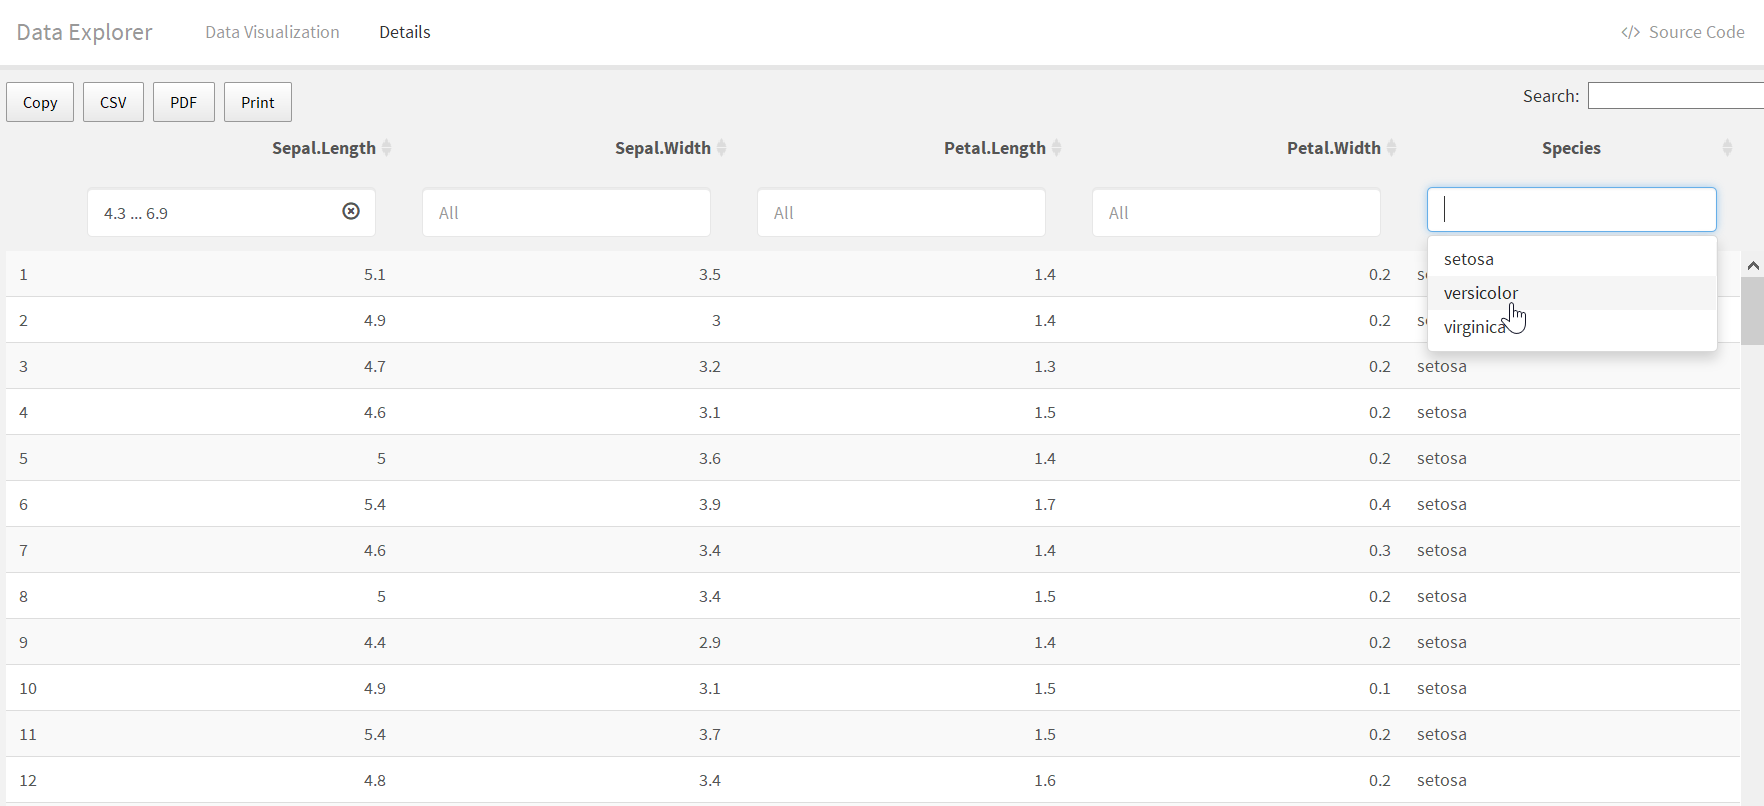 Data Explorer Data Visualization Details </> Source Code
Copy CSV PDF Print Search:
Sepal.Length Sepal.Width Petal.Length Petal.Width Species
4.3 ... 6.9 All All All
setosa
versicolor
virginica
1 5.1 3.5 1.4 0.2 s
2 4.9 3 1.4 0.2 s
3 4.7 3.2 1.3 0.2 setosa
4 4.6 3.1 1.5 0.2 setosa
5 5 3.6 1.4 0.2 setosa
6 5.4 3.9 1.7 0.4 setosa
7 4.6 3.4 1.4 0.3 setosa
8 5 3.4 1.5 0.2 setosa
9 4.4 2.9 1.4 0.2 setosa
10 4.9 3.1 1.5 0.1 setosa
11 5.4 3.7 1.5 0.2 setosa
12 4.8 3.4 1.6 0.2 setosa